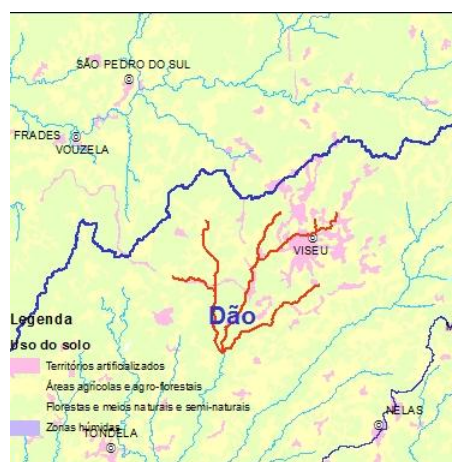 SÃO PEDRO DO SUL
FRADES
VOUZELA
VISEU
Dão
Legenda
Uso do solo
Territórios artificializados
Áreas agrícolas e agro-forestais
Florestas e meios naturais e semi-naturais
NELAS
Zonas húmidas
TONDELA